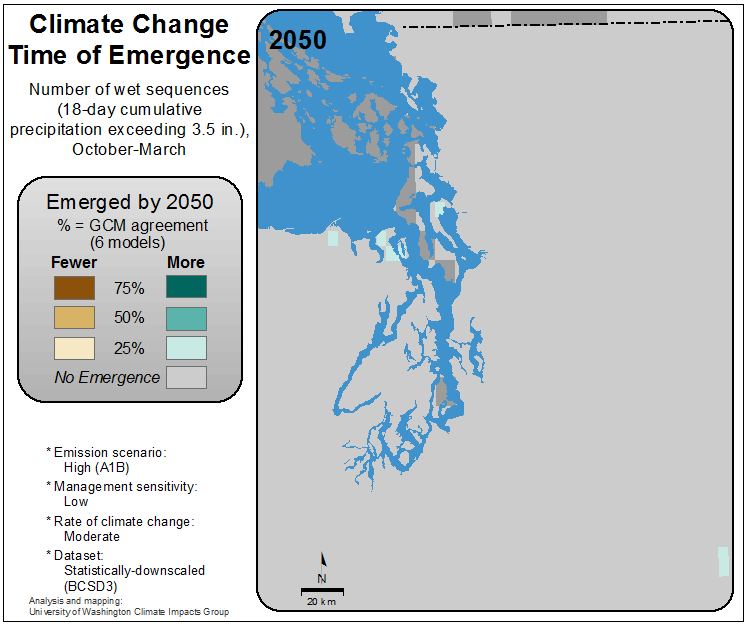 Climate Change
Time of Emergence
Number of wet sequences
(18-day cumulative
precipitation exceeding 3.5 in.),
October-March
Emerged by 2050
% = GCM agreement
(6 models)
Fewer More
75%
50%
25%
No Emergence
* Emission scenario:
High (A1B)
* Management sensitivity:
Low
* Rate of climate change:
Moderate
* Dataset:
Statistically-downscaled
(BCSD3)
Analysis and mapping:
University of Washington Climate Impacts Group
2050
N
20 km